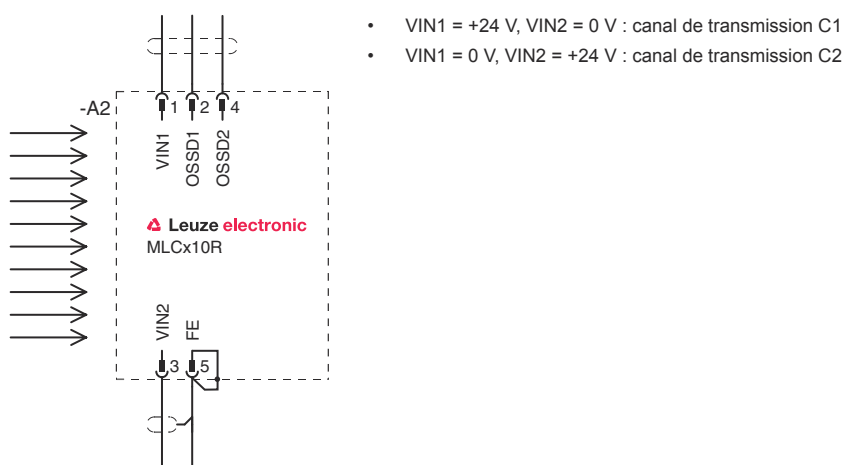 • VIN1 = +24 V, VIN2 = 0 V : canal de transmission C1
• VIN1 = 0 V, VIN2 = +24 V : canal de transmission C2
-A2
1 2 4
VIN1
OSSD1
OSSD2
Leuze electronic
MLCx10R
VIN2
FE
3 5